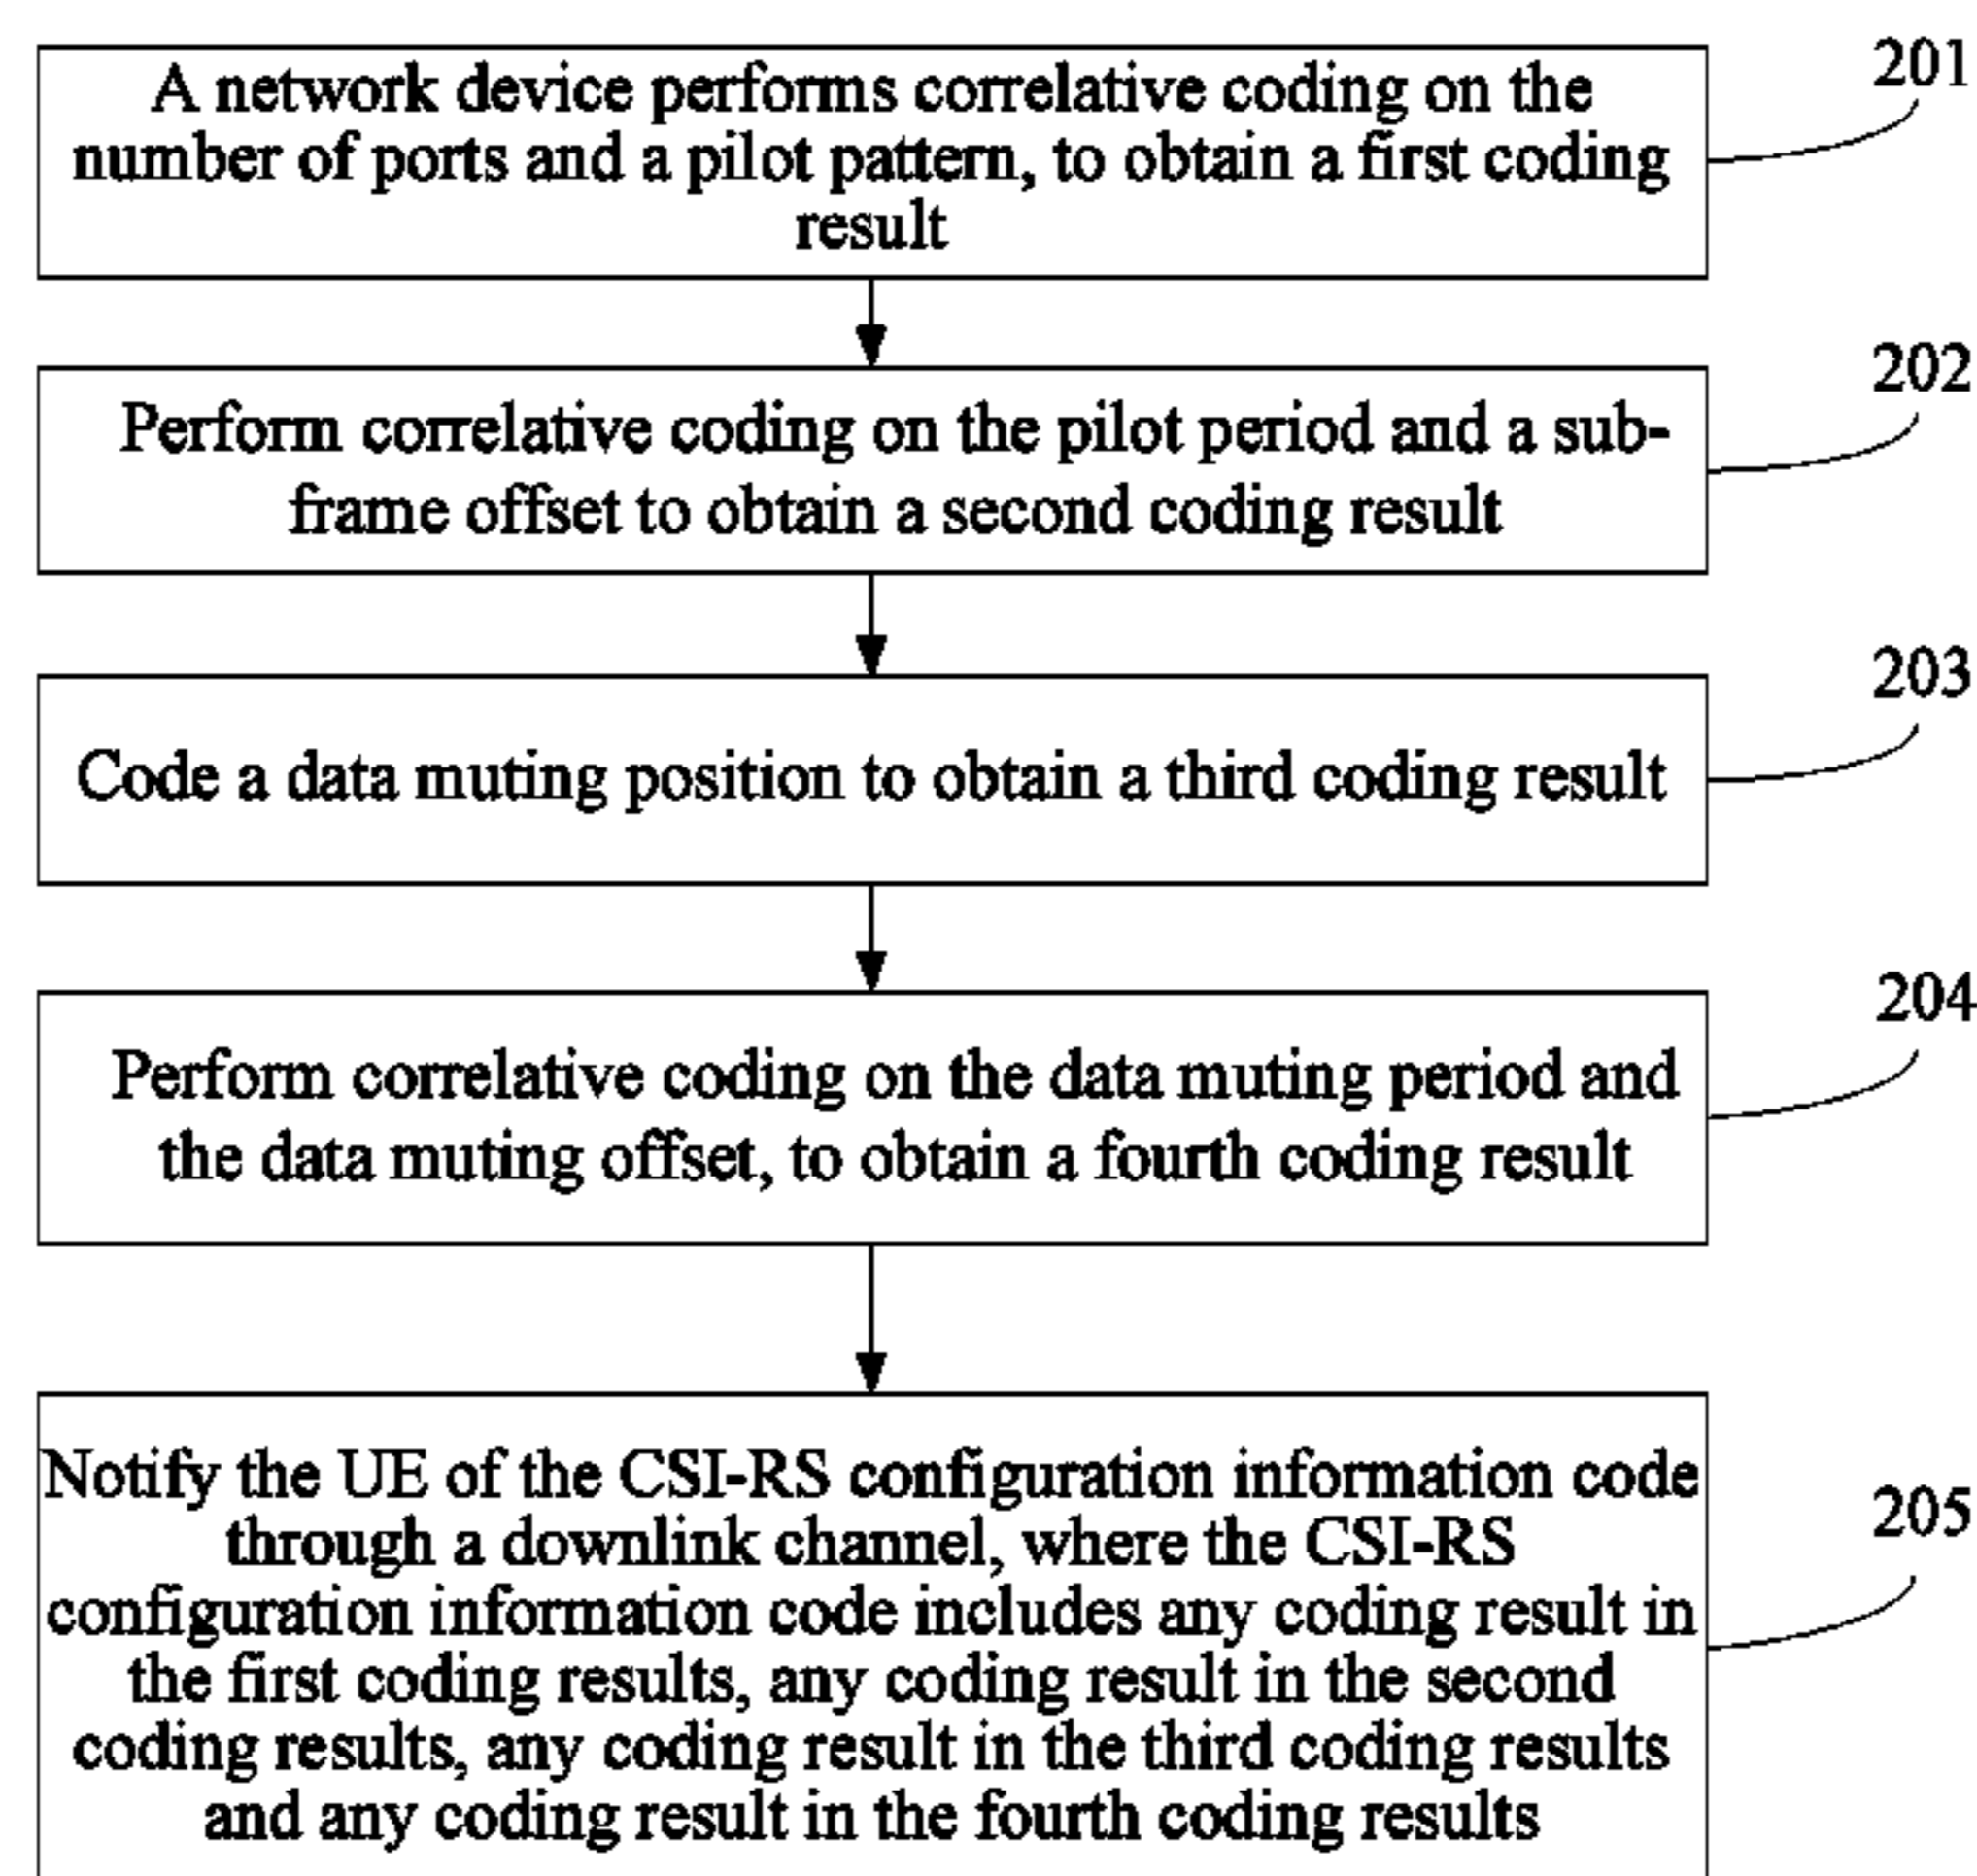 A network device performs correlative coding on the
number of ports and a pilot pattern, to obtain a first coding
result
201
Perform correlative coding on the pilot period and a sub-
frame offset to obtain a second coding result
202
Code a data muting position to obtain a third coding result
203
Perform correlative coding on the data muting period and
the data muting offset, to obtain a fourth coding result
204
Notify the UE of the CSI-RS configuration information code
through a downlink channel, where the CSI-RS
configuration information code includes any coding result in
the first coding results, any coding result in the second
coding results, any coding result in the third coding results
and any coding result in the fourth coding results
205